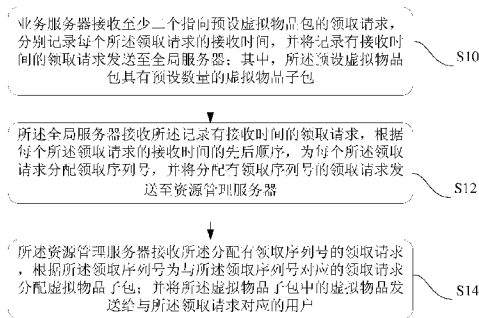 业务服务器接收至少二个指向预设虚拟物品包的领取请求，
分别记录每个所述领取请求的接收时间，并将记录有接收时
间的领取请求发送至全局服务器；其中，所述预设虚拟物品
包具有预设数量的虚拟物品子包
S10
所述全局服务器接收所述记录有接收时间的领取请求，根据
每个所述领取请求的接收时间的先后顺序，为每个所述领取
请求分配领取序列号，并将分配有领取序列号的领取请求发
送至资源管理服务器
S12
所述资源管理服务器接收所述分配有领取序列号的领取请求
，根据所述领取序列号为与所述领取序列号对应的领取请求
分配虚拟物品子包；并将所述虚拟物品子包中的虚拟物品发
送给与所述领取请求对应的用户
S14